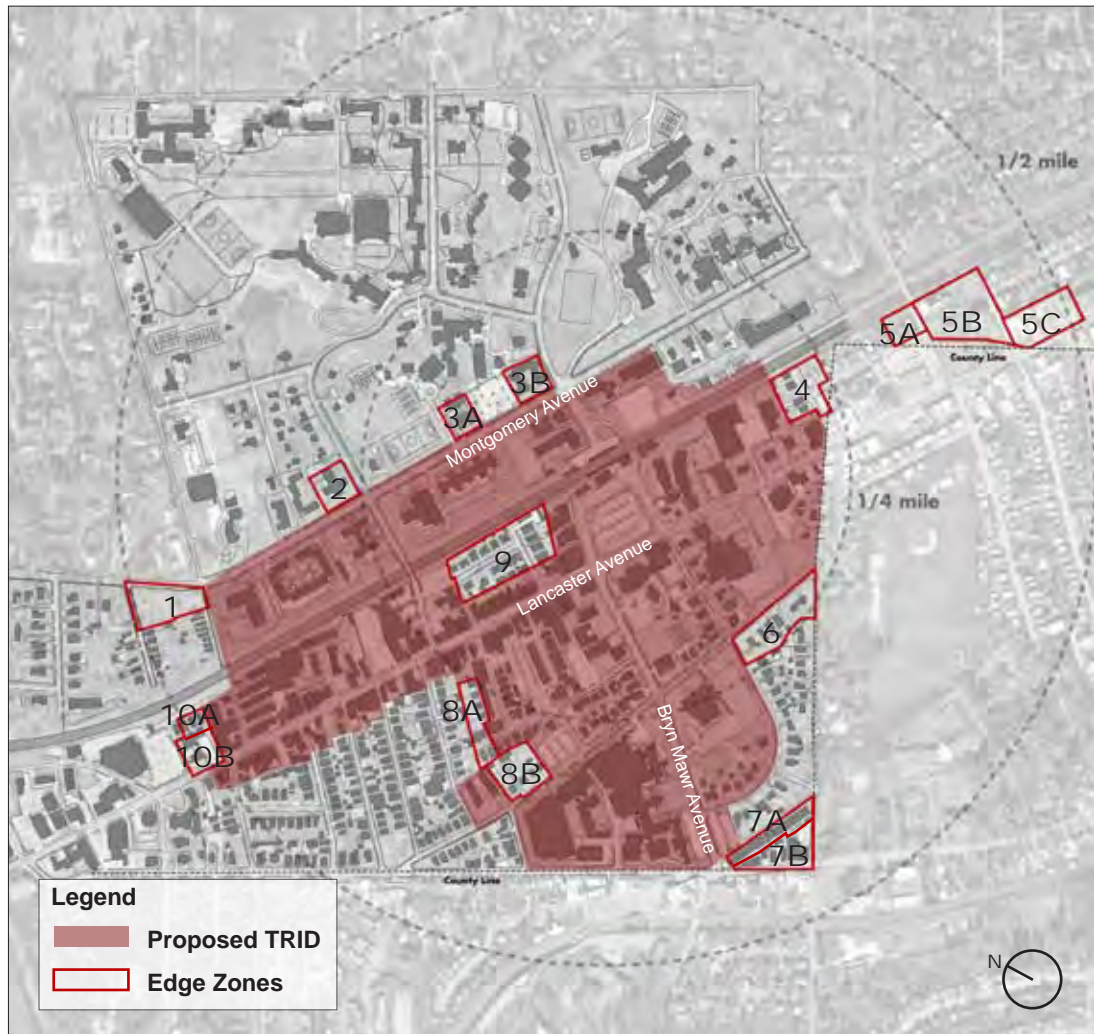 1/2 mile
5A
5B
5C
County Line
3B
3A
Montgomery Avenue
4
2
1/4 mile
9
Lancaster Avenue
1
6
8A
10A
10B
8B
Bryn Mawr Avenue
7A
7B
County Line
Legend
Proposed TRID
Edge Zones
N